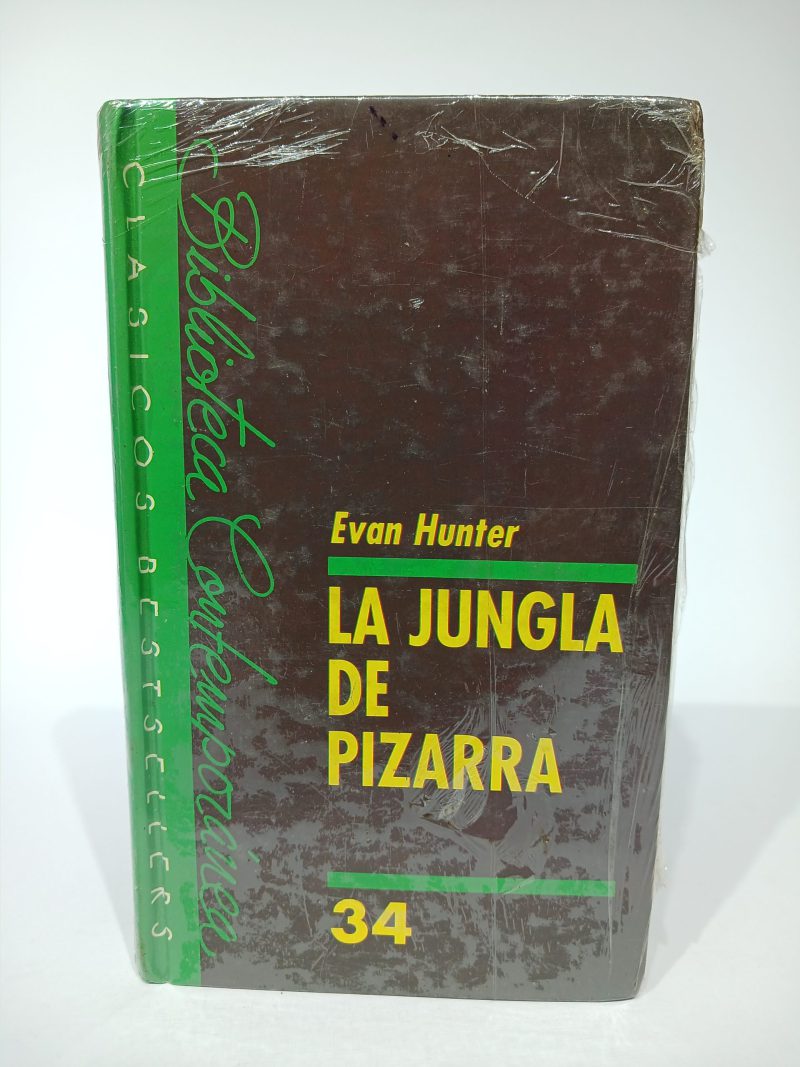 CLASICOS BESTSELLERS
Biblioteca Contemporánea
Evan Hunter
LA JUNGLA
DE
PIZARRA
34